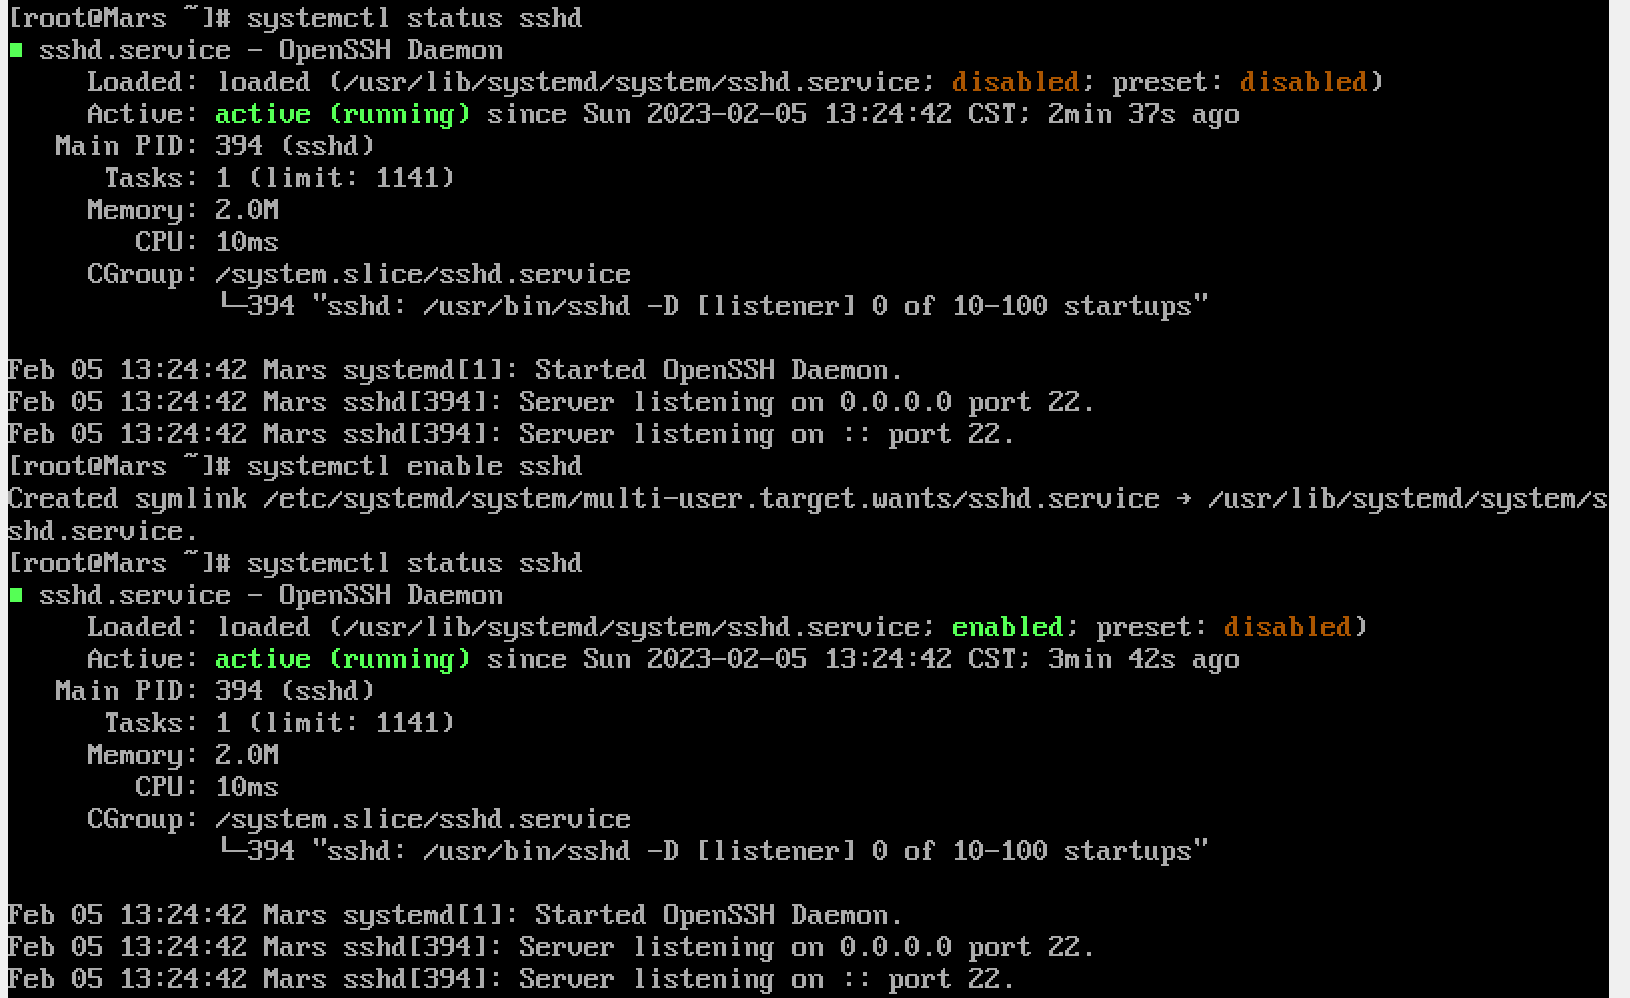 [root@Mars ~]# systemctl status sshd
■ sshd.service - OpenSSH Daemon
     Loaded: loaded (/usr/lib/systemd/system/sshd.service; disabled; preset: disabled)
     Active: active (running) since Sun 2023-02-05 13:24:42 CST; 2min 37s ago
   Main PID: 394 (sshd)
      Tasks: 1 (limit: 1141)
     Memory: 2.0M
        CPU: 10ms
     CGroup: /system.slice/sshd.service
             └─394 "sshd: /usr/bin/sshd -D [listener] 0 of 10-100 startups"

Feb 05 13:24:42 Mars systemd[1]: Started OpenSSH Daemon.
Feb 05 13:24:42 Mars sshd[394]: Server listening on 0.0.0.0 port 22.
Feb 05 13:24:42 Mars sshd[394]: Server listening on :: port 22.
[root@Mars ~]# systemctl enable sshd
Created symlink /etc/systemd/system/multi-user.target.wants/sshd.service → /usr/lib/systemd/system/s
shd.service.
[root@Mars ~]# systemctl status sshd
■ sshd.service - OpenSSH Daemon
     Loaded: loaded (/usr/lib/systemd/system/sshd.service; enabled; preset: disabled)
     Active: active (running) since Sun 2023-02-05 13:24:42 CST; 3min 42s ago
   Main PID: 394 (sshd)
      Tasks: 1 (limit: 1141)
     Memory: 2.0M
        CPU: 10ms
     CGroup: /system.slice/sshd.service
             └─394 "sshd: /usr/bin/sshd -D [listener] 0 of 10-100 startups"

Feb 05 13:24:42 Mars systemd[1]: Started OpenSSH Daemon.
Feb 05 13:24:42 Mars sshd[394]: Server listening on 0.0.0.0 port 22.
Feb 05 13:24:42 Mars sshd[394]: Server listening on :: port 22.